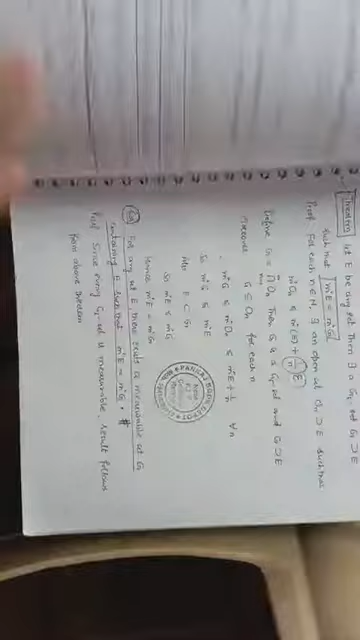 Theorem Let E be any set. Then ∃ a Gδ set G ⊃ E
such that m*E = m*G
Proof For each n∈N, ∃ an open set On ⊃ E such that
m*On ≤ m*(E) + 1/n
Define G = ∩ On Then G is a Gδ set and G ⊃ E
Moreover G ⊆ On for each n
∴ m*G ≤ m*On ≤ m*E + 1/n ∀ n
So m*G ≤ m*E
Also E ⊂ G
So m*E ≤ m*G
Hence m*E = m*G
For any set E, there exists a measurable set G
containing E such that m*E = m*G. #
Proof Since every Gδ set is measurable, result follows
from above theorem